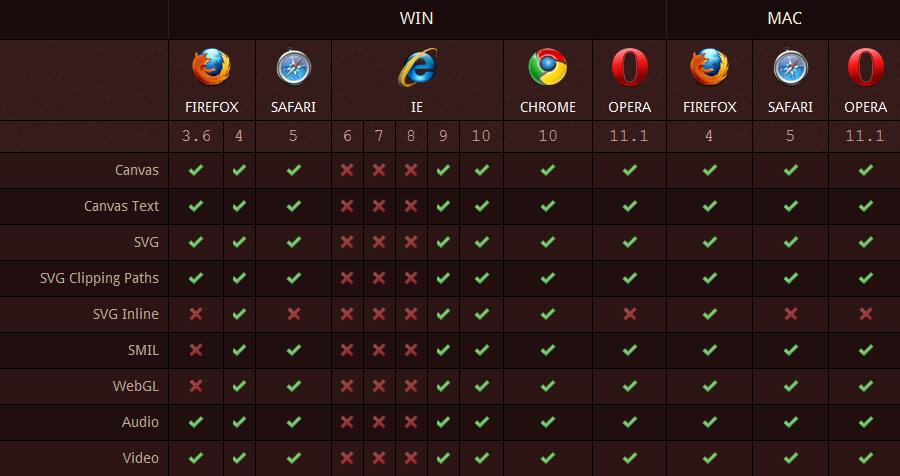 WIN MAC
FIREFOX SAFARI IE CHROME OPERA FIREFOX SAFARI OPERA
3.6 4 5 6 7 8 9 10 10 11.1 4 5 11.1
Canvas
Canvas Text
SVG
SVG Clipping Paths
SVG Inline
SMIL
WebGL
Audio
Video